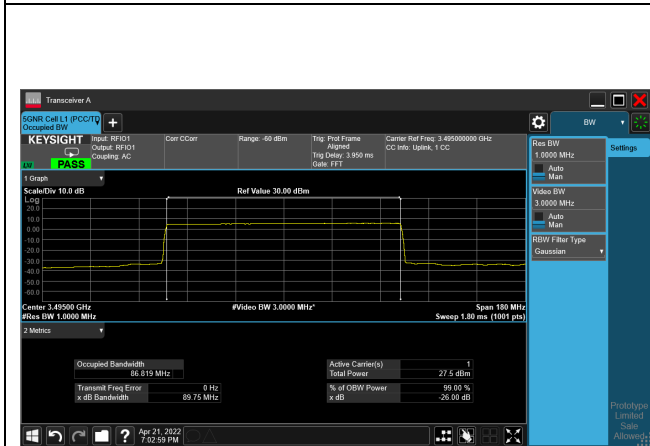 Transceiver A
5GNR Cell L1 (PCC/TD
Occupied BW
BW
KEYSIGHT
Input: RFIO1
Output: RFIO1
Coupling: AC
Corr CCorr
Range: -60 dBm
Trig: Prot Frame
Aligned
Trig Delay: 3.950 ms
Gate: FFT
Carrier Ref Freq: 3.495000000 GHz
CC Info: Uplink, 1 CC
PASS
Res BW
1.0000 MHz
Auto
Man
Settings
1 Graph
Scale/Div 10.0 dB
Ref Value 30.00 dBm
Log
20.0
10.0
0.00
-10.0
-20.0
-30.0
-40.0
-50.0
-60.0
Video BW
3.0000 MHz
Auto
Man
RBW Filter Type
Gaussian
Center 3.49500 GHz
#Video BW 3.0000 MHz*
Span 180 MHz
#Res BW 1.0000 MHz
Sweep 1.80 ms (1001 pts)
2 Metrics
Occupied Bandwidth
86.819 MHz
Active Carrier(s) 1
Total Power 27.5 dBm
Transmit Freq Error 0 Hz
x dB Bandwidth 89.75 MHz
% of OBW Power 99.00 %
x dB -26.00 dB
Prototype
Limited
Sale
Allowed
Apr 21, 2022
7:02:59 PM